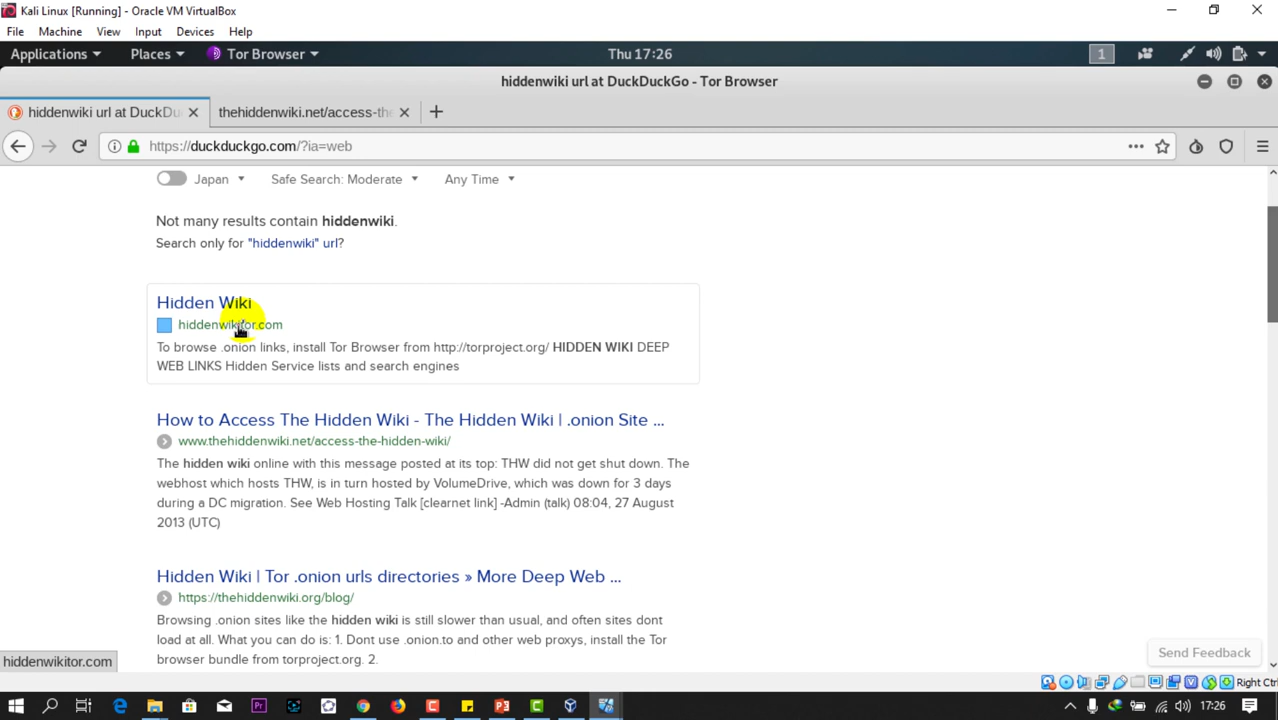 Kali Linux [Running] - Oracle VM VirtualBox
File Machine View Input Devices Help
Applications Places Tor Browser Thu 17:26 1
hiddenwiki url at DuckDuckGo - Tor Browser
hiddenwiki url at DuckDu thehiddenwiki.net/access-the
https://duckduckgo.com/?ia=web
Japan Safe Search: Moderate Any Time
Not many results contain hiddenwiki.
Search only for "hiddenwiki" url?
Hidden Wiki
hiddenwikitor.com
To browse .onion links, install Tor Browser from http://torproject.org/ HIDDEN WIKI DEEP
WEB LINKS Hidden Service lists and search engines
How to Access The Hidden Wiki - The Hidden Wiki | .onion Site ...
www.thehiddenwiki.net/access-the-hidden-wiki/
The hidden wiki online with this message posted at its top: THW did not get shut down. The
webhost which hosts THW, is in turn hosted by VolumeDrive, which was down for 3 days
during a DC migration. See Web Hosting Talk [clearnet link] -Admin (talk) 08:04, 27 August
2013 (UTC)
Hidden Wiki | Tor .onion urls directories » More Deep Web ...
https://thehiddenwiki.org/blog/
Browsing .onion sites like the hidden wiki is still slower than usual, and often sites dont
load at all. What you can do is: 1. Dont use .onion.to and other web proxys, install the Tor
browser bundle from torproject.org. 2.
Send Feedback
hiddenwikitor.com
Right Ctrl
17:26